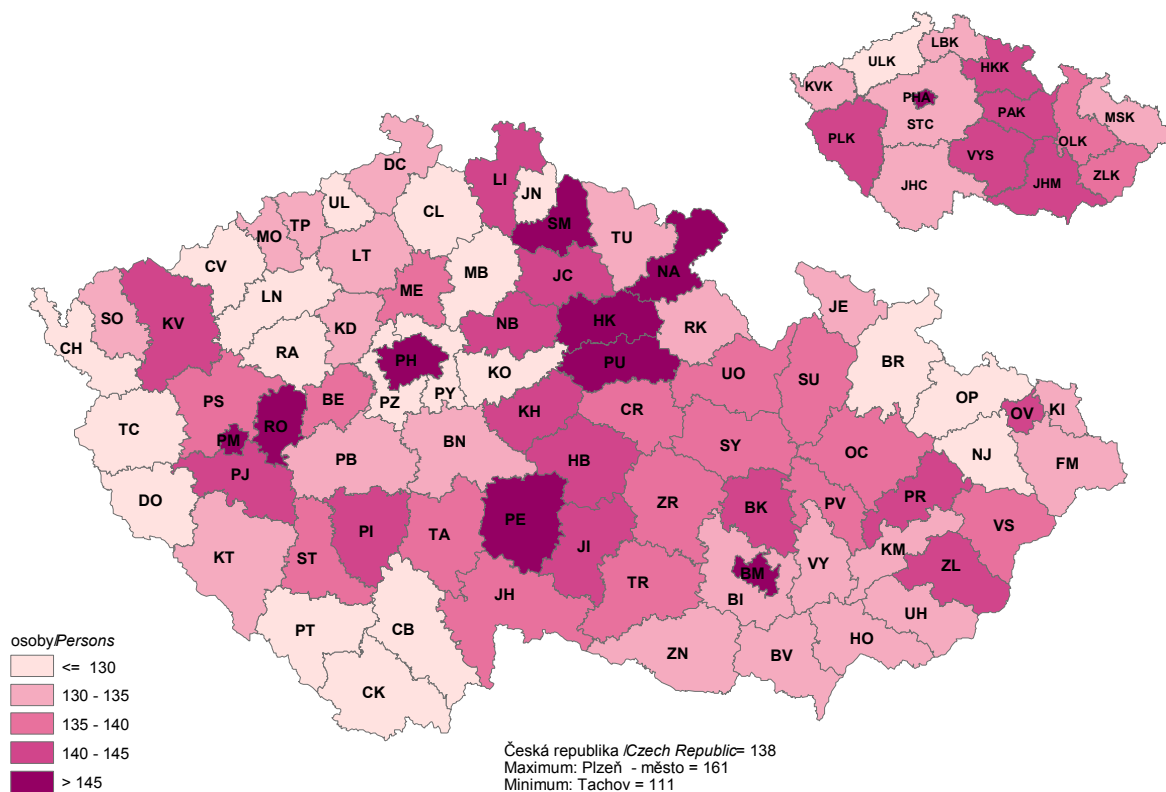 LBK
ULK
HKK
KVK
PHA
PAK
MSK
STC
PLK
OLK
VYS
ZLK
JHC
JHM
DC
LI
JN
UL
CL
SM
TU
MO
TP
NA
CV
LT
MB
JC
ME
LN
JE
SO
KV
NB
HK
RK
KD
CH
RA
BR
PH
KO
PU
UO
SU
PS
BE
PZ
PY
OP
KH
CR
OV
KI
TC
RO
PM
BN
SY
OC
NJ
PB
HB
FM
PJ
DO
ZR
BK
PV
PR
PE
VS
PI
TA
JI
KT
ST
KM
VY
ZL
BM
TR
JH
BI
UH
PT
CB
HO
ZN
BV
CK
osoby/Persons
<= 130
130 - 135
135 - 140
140 - 145
> 145
Česká republika /Czech Republic= 138
Maximum: Plzeň - město = 161
Minimum: Tachov = 111